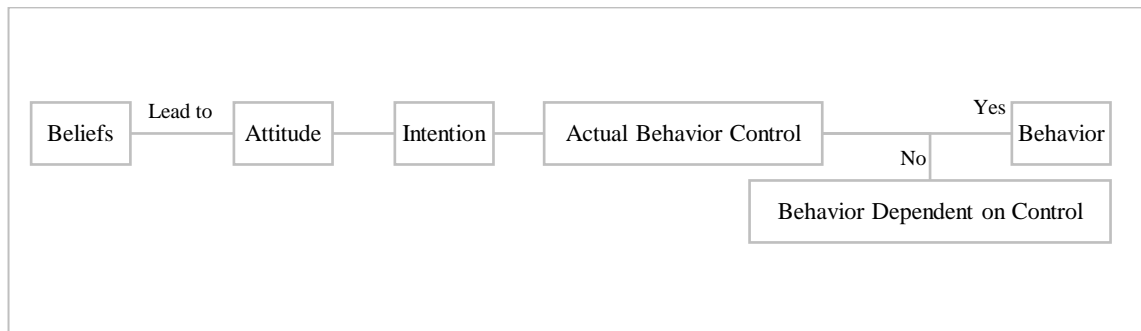 Beliefs
Lead to
Attitude
Intention
Actual Behavior Control
Yes
Behavior
No
Behavior Dependent on Control